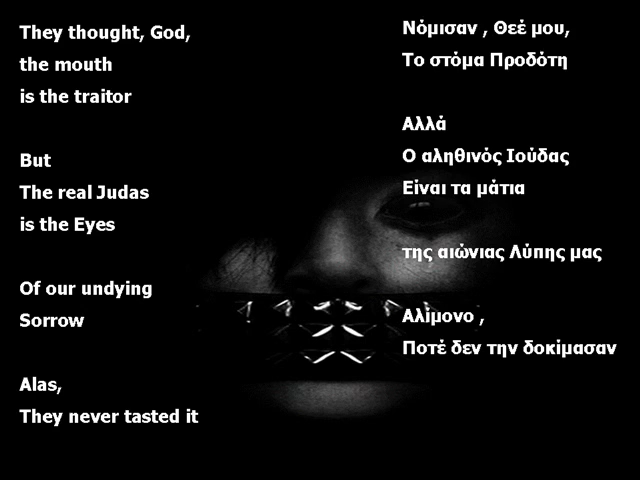 They thought, God,
the mouth
is the traitor
But
The real Judas
is the Eyes
Of our undying
Sorrow
Alas,
They never tasted it
Νόμισαν , Θεέ μου,
Το στόμα Προδότη
Αλλά
Ο αληθινός Ιούδας
Είναι τα μάτια
της αιώνιας Λύπης μας
Αλίμονο ,
Ποτέ δεν την δοκίμασαν